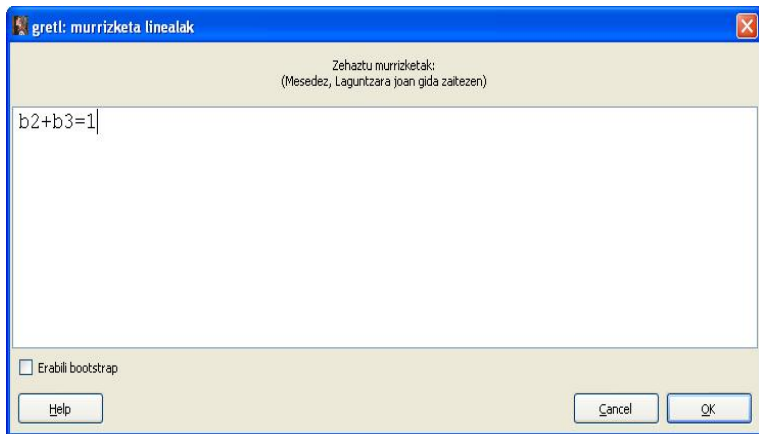 gretl: murrizketa linealak
Zehaztu murrizketak:
(Mesedez, Laguntzara joan gida zaitezen)
b2+b3=1
Erabili bootstrap
Help
Cancel
OK